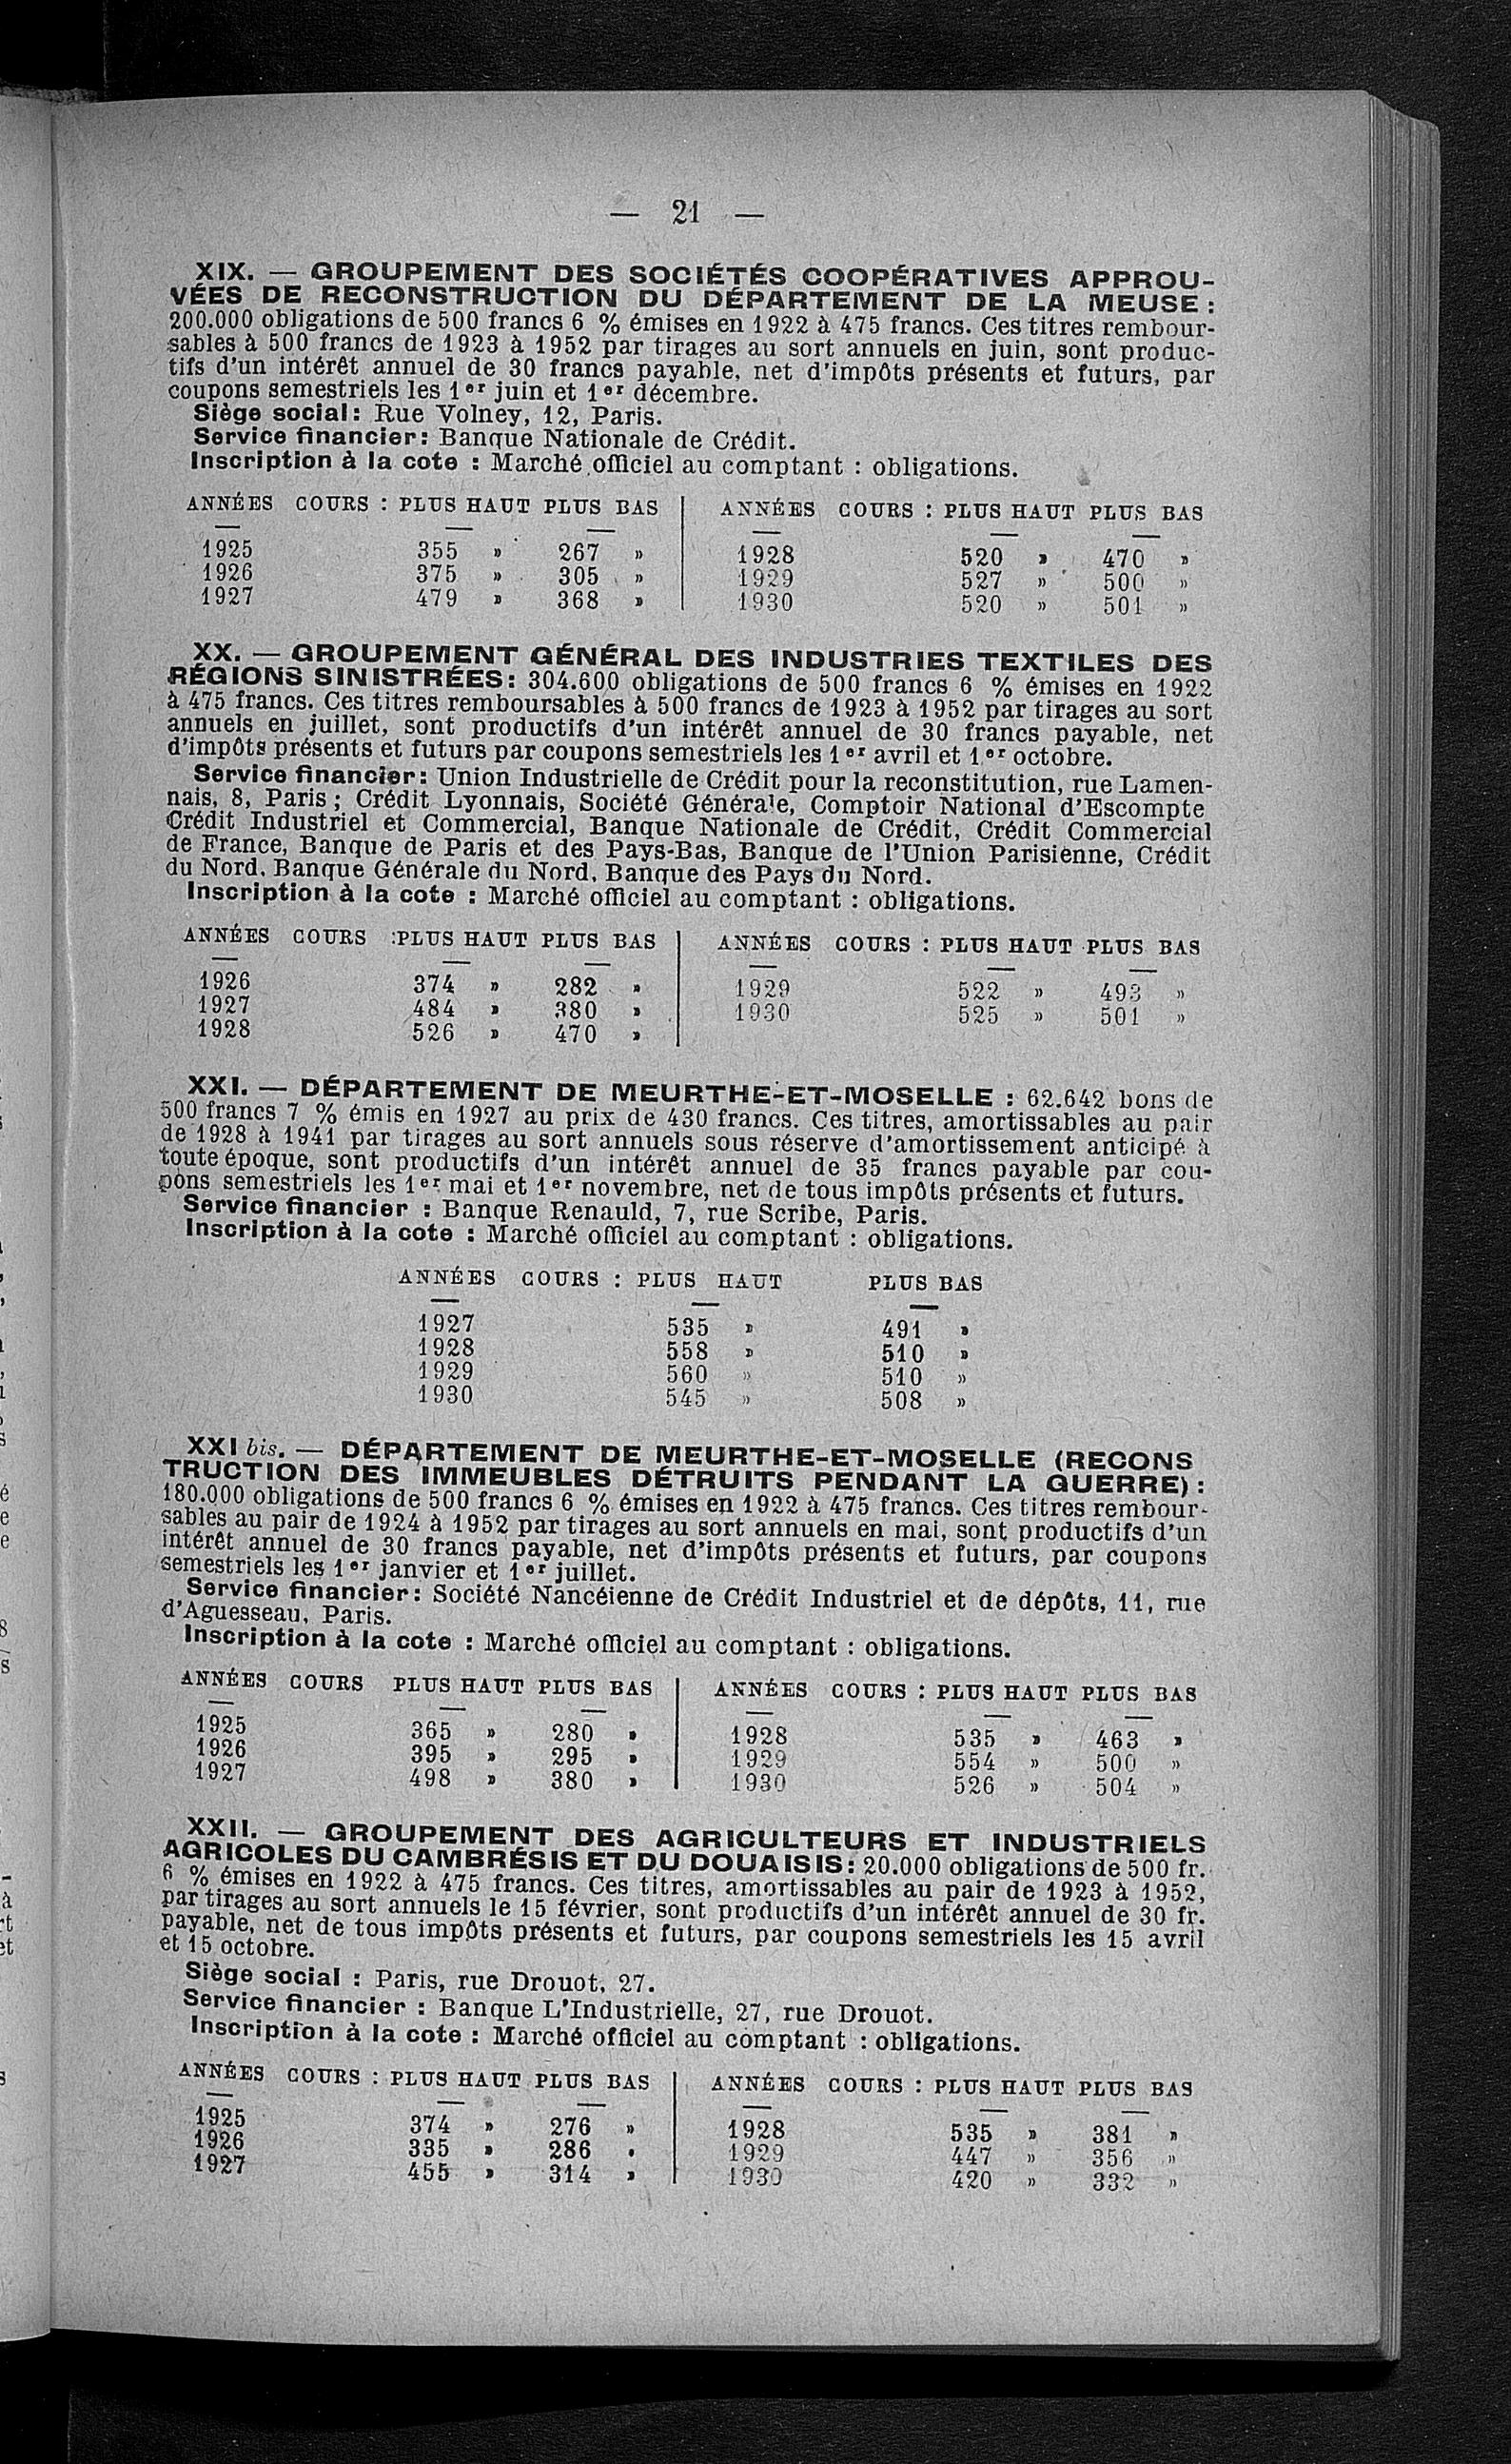 — 21 —
XIX. — GROUPEMENT DES SOCIÉTÉS COOPÉRATIVES APPROU-
VÉES DE RECONSTRUCTION DU DÉPARTEMENT DE LA MEUSE :
200.000 obligations de 500 francs 6 % émises en 1922 à 475 francs. Ces titres rembour-
sables à 500 francs de 1923 à 1952 par tirages au sort annuels en juin, sont produc-
tifs d'un intérêt annuel de 30 francs payable, net d'impôts présents et futurs, par
coupons semestriels les 1er juin et 1er décembre.
Siège social : Rue Volney, 12, Paris.
Service financier : Banque Nationale de Crédit.
Inscription à la cote : Marché officiel au comptant : obligations.
ANNÉES COURS : PLUS HAUT PLUS BAS | ANNÉES COURS : PLUS HAUT PLUS BAS
1925 355 » 267 » | 1928 520 » 470 »
1926 375 » 305 » | 1929 527 » 500 »
1927 479 » 368 » | 1930 520 » 501 »
XX. — GROUPEMENT GÉNÉRAL DES INDUSTRIES TEXTILES DES
RÉGIONS SINISTRÉES : 304.600 obligations de 500 francs 6 % émises en 1922
à 475 francs. Ces titres remboursables à 500 francs de 1923 à 1952 par tirages au sort
annuels en juillet, sont productifs d'un intérêt annuel de 30 francs payable, net
d'impôts présents et futurs par coupons semestriels les 1er avril et 1er octobre.
Service financier : Union Industrielle de Crédit pour la reconstitution, rue Lamen-
nais, 8, Paris ; Crédit Lyonnais, Société Générale, Comptoir National d'Escompte
Crédit Industriel et Commercial, Banque Nationale de Crédit, Crédit Commercial
de France, Banque de Paris et des Pays-Bas, Banque de l'Union Parisienne, Crédit
du Nord, Banque Générale du Nord, Banque des Pays du Nord.
Inscription à la cote : Marché officiel au comptant : obligations.
ANNÉES COURS :PLUS HAUT PLUS BAS | ANNÉES COURS : PLUS HAUT PLUS BAS
1926 374 » 282 » | 1929 522 » 493 »
1927 484 » 380 » | 1930 525 » 501 »
1928 526 » 470 »
XXI. — DÉPARTEMENT DE MEURTHE-ET-MOSELLE : 62.642 bons de
500 francs 7 % émis en 1927 au prix de 430 francs. Ces titres, amortissables au pair
de 1928 à 1941 par tirages au sort annuels sous réserve d'amortissement anticipé à
toute époque, sont productifs d'un intérêt annuel de 35 francs payable par cou-
pons semestriels les 1er mai et 1er novembre, net de tous impôts présents et futurs.
Service financier : Banque Renauld, 7, rue Scribe, Paris.
Inscription à la cote : Marché officiel au comptant : obligations.
ANNÉES COURS : PLUS HAUT PLUS BAS
1927 535 » 491 »
1928 558 » 510 »
1929 560 » 510 »
1930 545 » 508 »
XXI bis. — DÉPARTEMENT DE MEURTHE-ET-MOSELLE (RECONS
TRUCTION DES IMMEUBLES DÉTRUITS PENDANT LA GUERRE) :
180.000 obligations de 500 francs 6 % émises en 1922 à 475 francs. Ces titres rembour-
sables au pair de 1924 à 1952 par tirages au sort annuels en mai, sont productifs d'un
intérêt annuel de 30 francs payable, net d'impôts présents et futurs, par coupons
semestriels les 1er janvier et 1er juillet.
Service financier : Société Nancéienne de Crédit Industriel et de dépôts, 11, rue
d'Aguesseau, Paris.
Inscription à la cote : Marché officiel au comptant : obligations.
ANNÉES COURS PLUS HAUT PLUS BAS | ANNÉES COURS : PLUS HAUT PLUS BAS
1925 365 » 280 » | 1928 535 » 463 »
1926 395 » 295 » | 1929 554 » 500 »
1927 498 » 380 » | 1930 526 » 504 »
XXII. — GROUPEMENT DES AGRICULTEURS ET INDUSTRIELS
AGRICOLES DU CAMBRÉSIS ET DU DOUAISIS : 20.000 obligations de 500 fr.
6 % émises en 1922 à 475 francs. Ces titres, amortissables au pair de 1923 à 1952,
par tirages au sort annuels le 15 février, sont productifs d'un intérêt annuel de 30 fr.
payable, net de tous impôts présents et futurs, par coupons semestriels les 15 avril
et 15 octobre.
Siège social : Paris, rue Drouot, 27.
Service financier : Banque L'Industrielle, 27, rue Drouot.
Inscription à la cote : Marché officiel au comptant : obligations.
ANNÉES COURS : PLUS HAUT PLUS BAS | ANNÉES COURS : PLUS HAUT PLUS BAS
1925 374 » 276 » | 1928 535 » 381 »
1926 335 » 286 » | 1929 447 » 356 »
1927 455 » 314 » | 1930 420 » 332 »